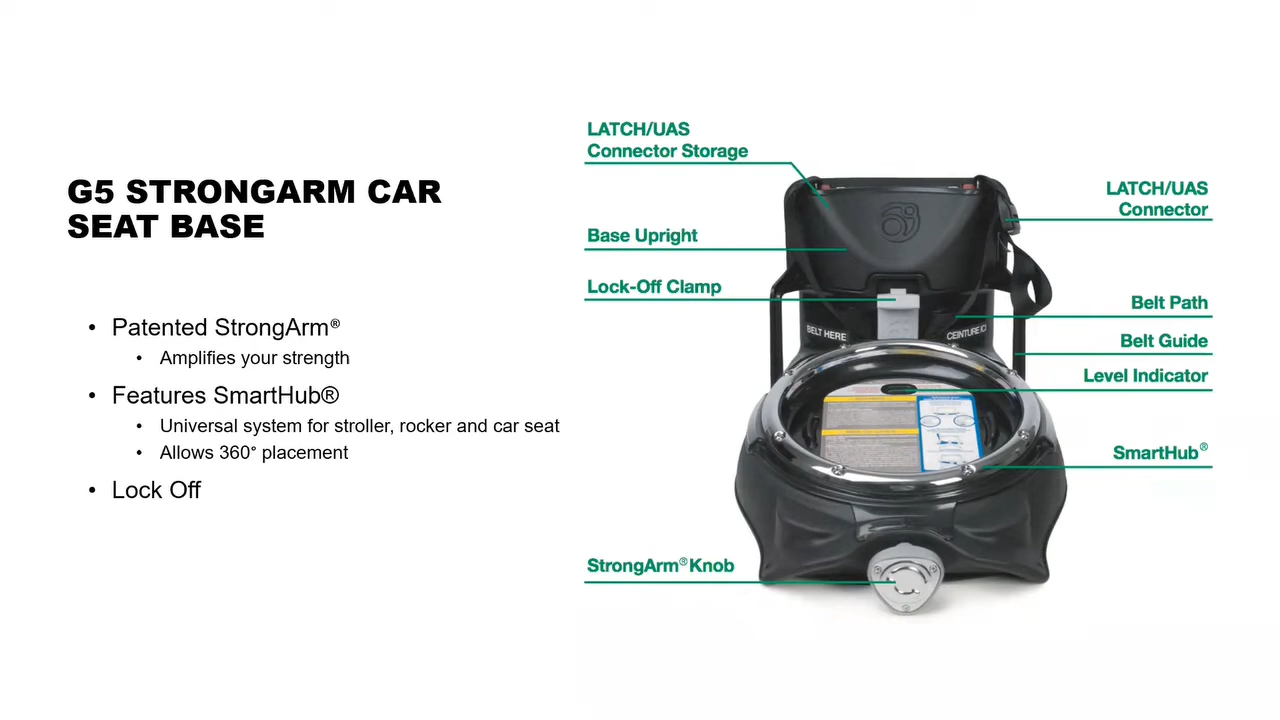 G5 STRONGARM CAR
SEAT BASE
• Patented StrongArm®
• Amplifies your strength
• Features SmartHub®
• Universal system for stroller, rocker and car seat
• Allows 360° placement
• Lock Off
LATCH/UAS
Connector Storage
Base Upright
Lock-Off Clamp
StrongArm® Knob
LATCH/UAS
Connector
Belt Path
Belt Guide
Level Indicator
SmartHub®
BELT HERE
CEINTURE ICI